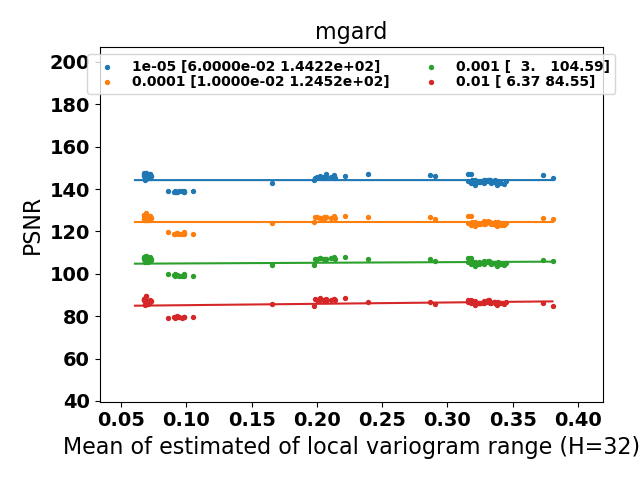 mgard
1e-05 [6.0000e-02 1.4422e+02]
0.0001 [1.0000e-02 1.2452e+02]
0.001 [  3.   104.59]
0.01 [ 6.37 84.55]
PSNR
200
180
160
140
120
100
80
60
40
0.05 0.10 0.15 0.20 0.25 0.30 0.35 0.40
Mean of estimated of local variogram range (H=32)